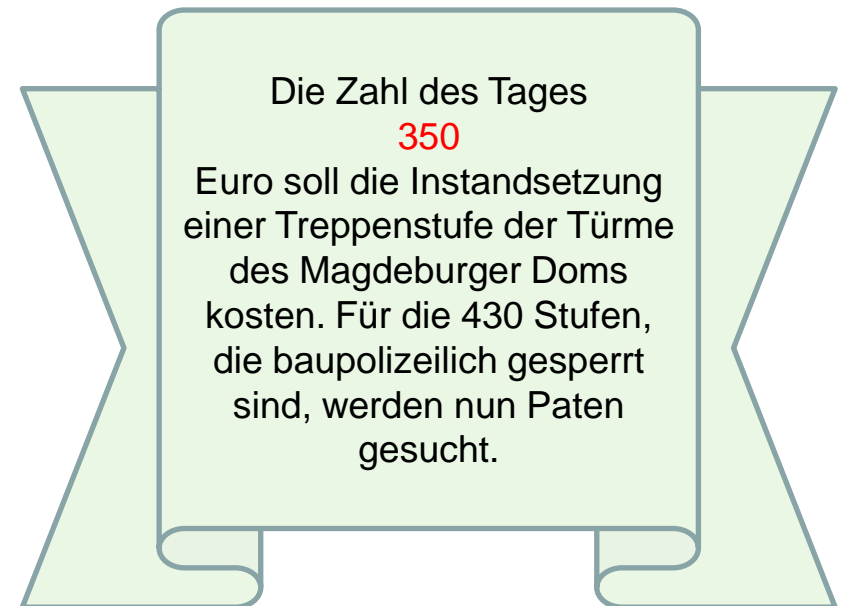 Die Zahl des Tages
350
Euro soll die Instandsetzung
einer Treppenstufe der Türme
des Magdeburger Doms
kosten. Für die 430 Stufen,
die baupolizeilich gesperrt
sind, werden nun Paten
gesucht.